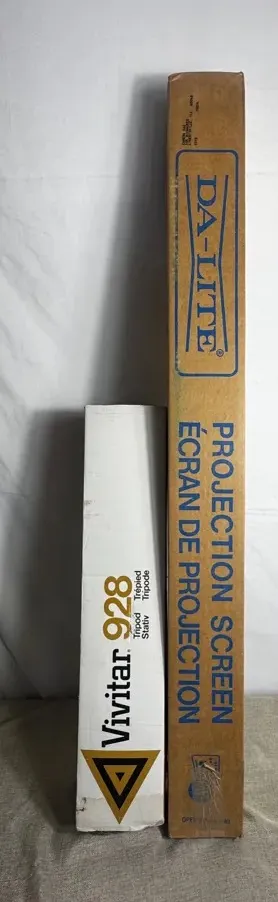 Vivitar® 928
Tripod Trépied
Stativ Tripode
DA-LITE®
PROJECTION SCREEN
ÉCRAN DE PROJECTION